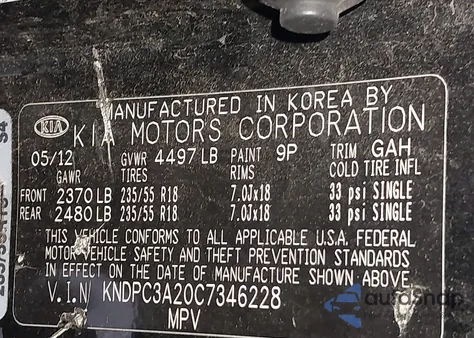 MANUFACTURED IN KOREA BY
KIA KIA MOTORS CORPORATION
05/12 GVWR 4497 LB PAINT 9P TRIM GAH
GAWR TIRES RIMS COLD TIRE INFL
FRONT 2370 LB 235/55 R18 7.0Jx18 33 psi SINGLE
REAR 2480 LB 235/55 R18 7.0Jx18 33 psi SINGLE
THIS VEHICLE CONFORMS TO ALL APPLICABLE U.S.A. FEDERAL
MOTOR VEHICLE SAFETY AND THEFT PREVENTION STANDARDS
IN EFFECT ON THE DATE OF MANUFACTURE SHOWN ABOVE
V.I.N KNDPC3A20C7346228
MPV
autosnap